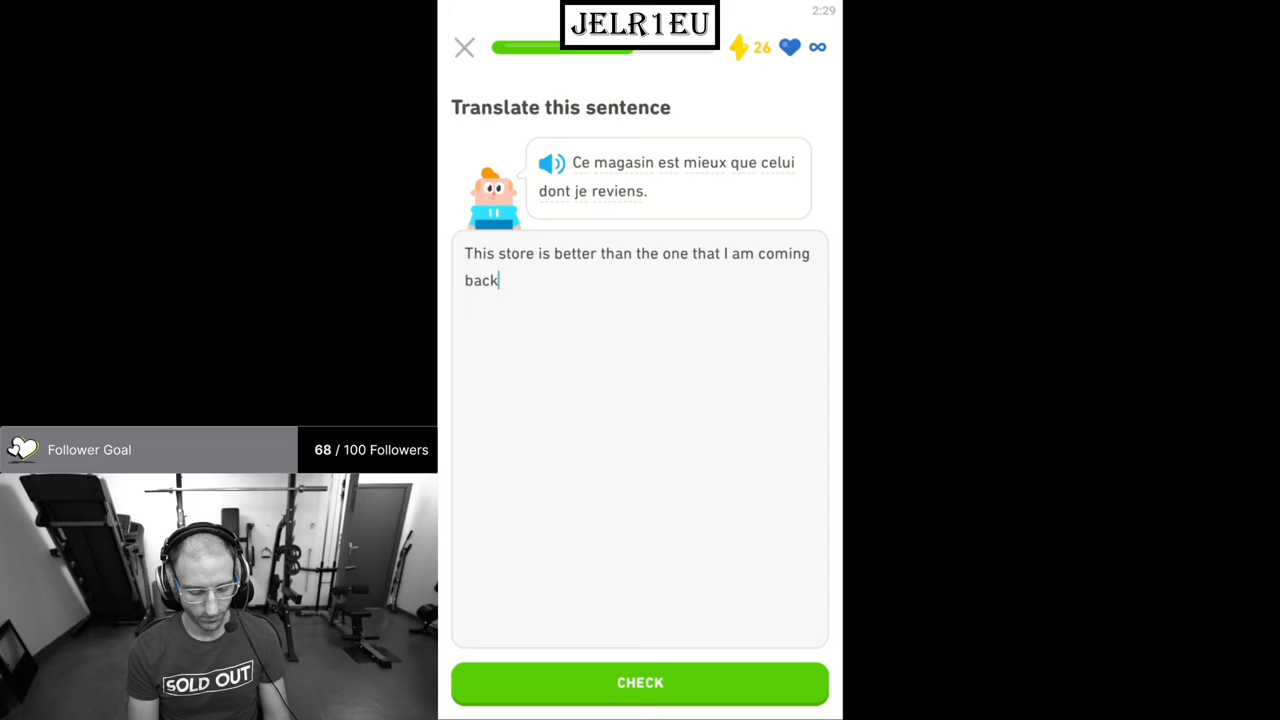 2:29
JELR1EU
26
∞
Translate this sentence
Ce magasin est mieux que celui
dont je reviens.
This store is better than the one that I am coming
back
Follower Goal
68 / 100 Followers
SOLD OUT
CHECK